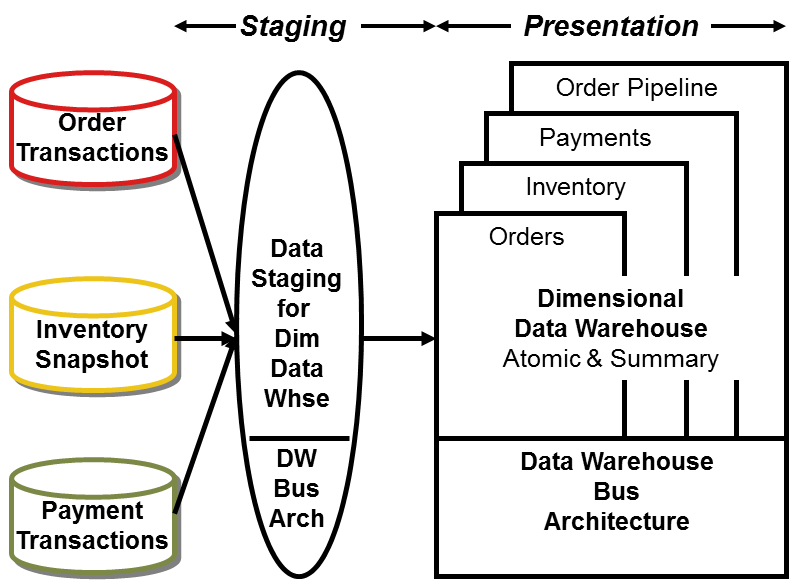 Staging
Presentation
Order
Transactions
Inventory
Snapshot
Payment
Transactions
Data
Staging
for
Dim
Data
Whse
DW
Bus
Arch
Order Pipeline
Payments
Inventory
Orders
Dimensional
Data Warehouse
Atomic & Summary
Data Warehouse
Bus
Architecture